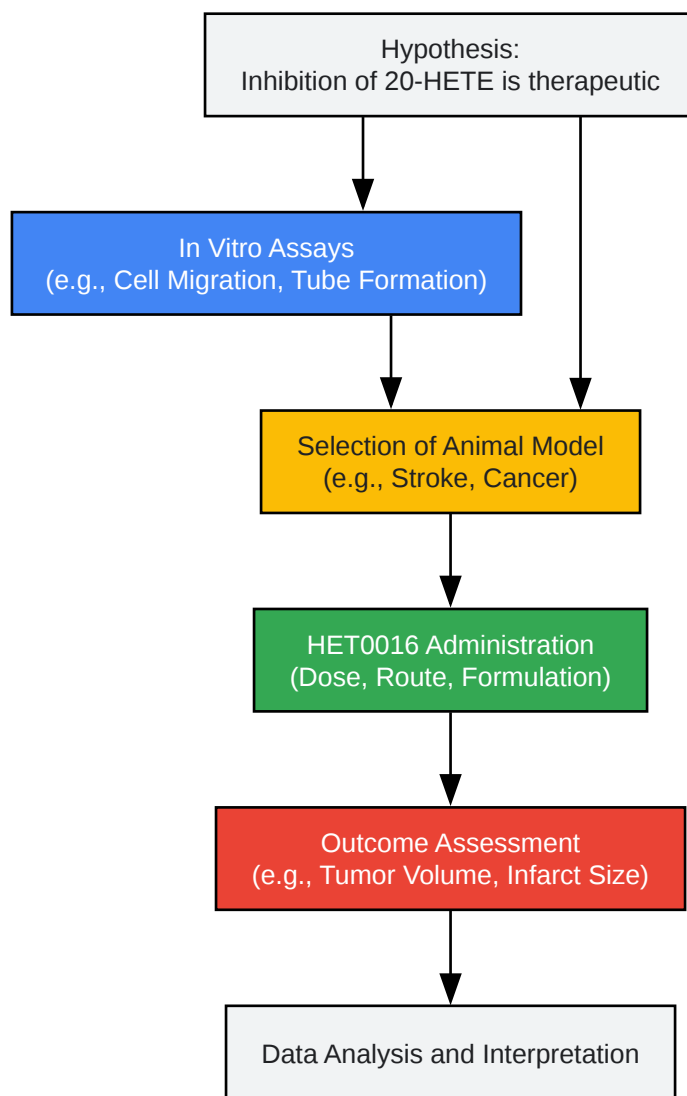 Hypothesis:
Inhibition of 20-HETE is therapeutic
In Vitro Assays
(e.g., Cell Migration, Tube Formation)
Selection of Animal Model
(e.g., Stroke, Cancer)
HET0016 Administration
(Dose, Route, Formulation)
Outcome Assessment
(e.g., Tumor Volume, Infarct Size)
Data Analysis and Interpretation